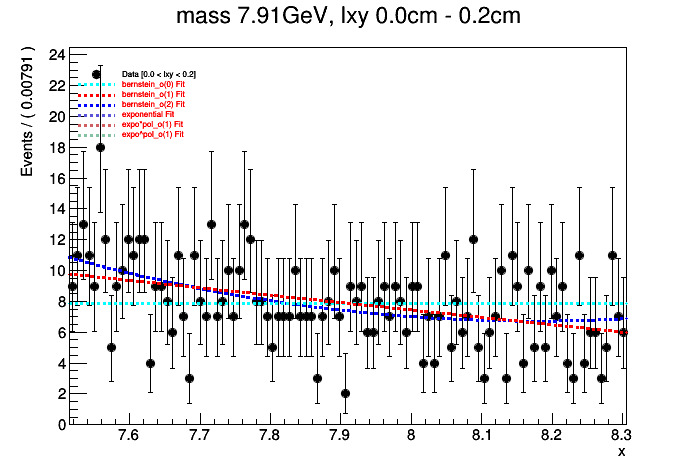 mass 7.91GeV, lxy 0.0cm - 0.2cm
Events / ( 0.00791 )
24
22
20
18
16
14
12
10
8
6
4
2
0
Data [0.0 < lxy < 0.2]
bernstein_o(0) Fit
bernstein_o(1) Fit
bernstein_o(2) Fit
exponential Fit
expo*pol_o(1) Fit
expo^pol_o(1) Fit
7.6 7.7 7.8 7.9 8 8.1 8.2 8.3
x